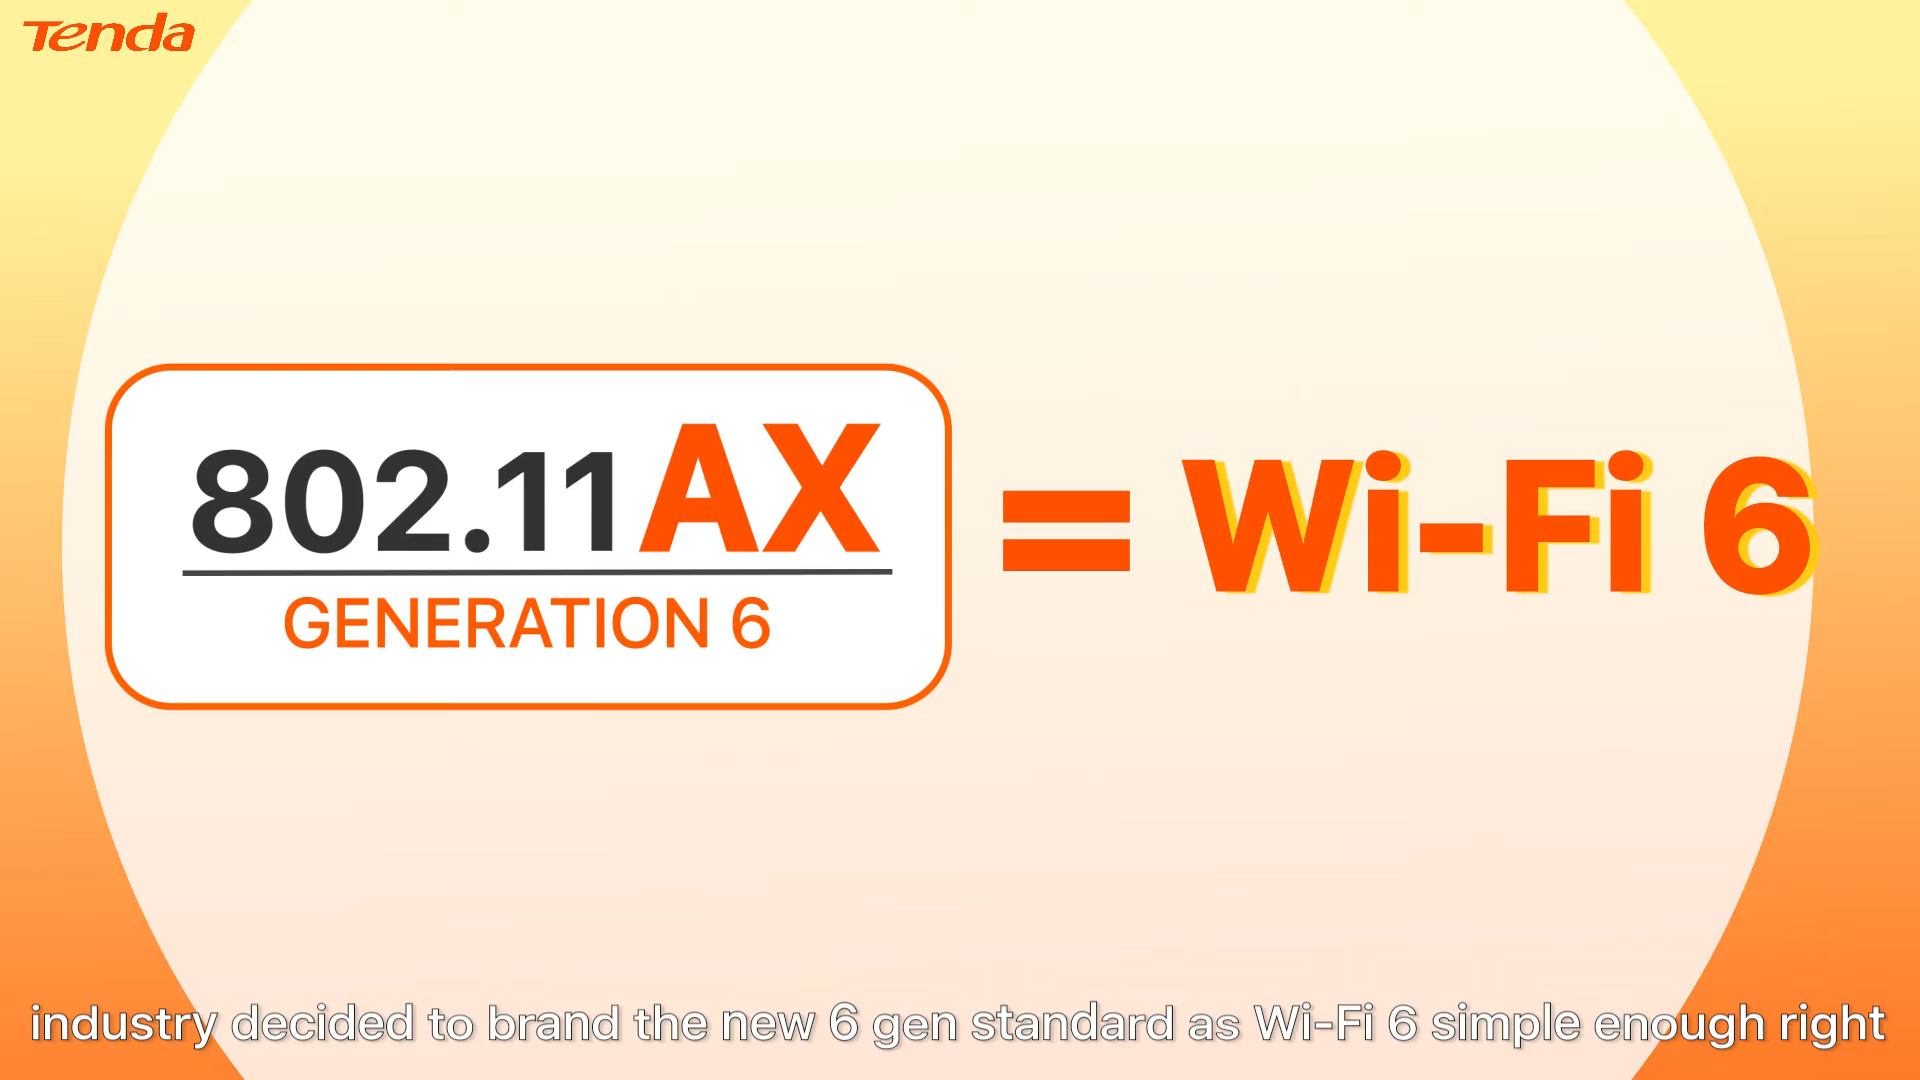 Tenda
802.11AX
GENERATION 6
= Wi-Fi 6
industry decided to brand the new 6 gen standard as Wi-Fi 6 simple enough right